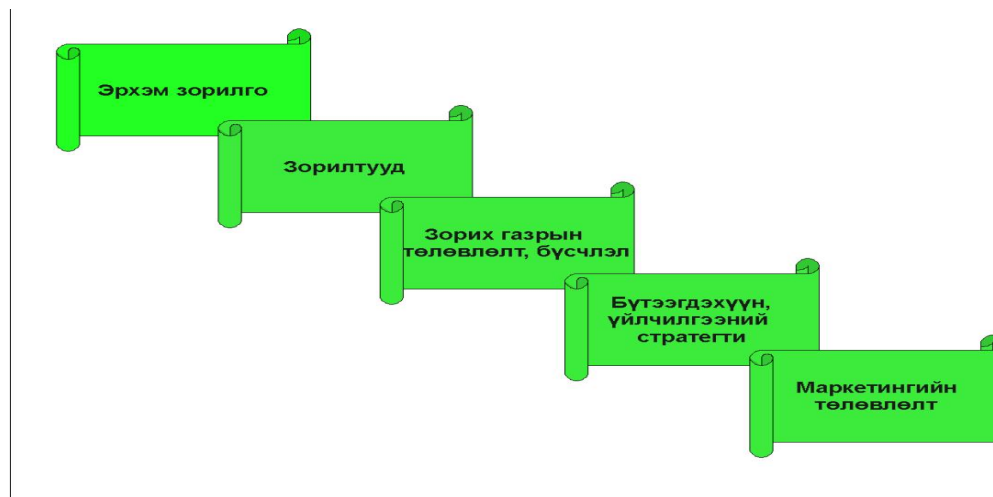 Эрхэм зорилго
Зорилтууд
Зорих газрын
төлөвлөлт, бүсчлэл
Бүтээгдэхүүн,
үйлчилгээний
стратегти
Маркетингийн
төлөвлөлт